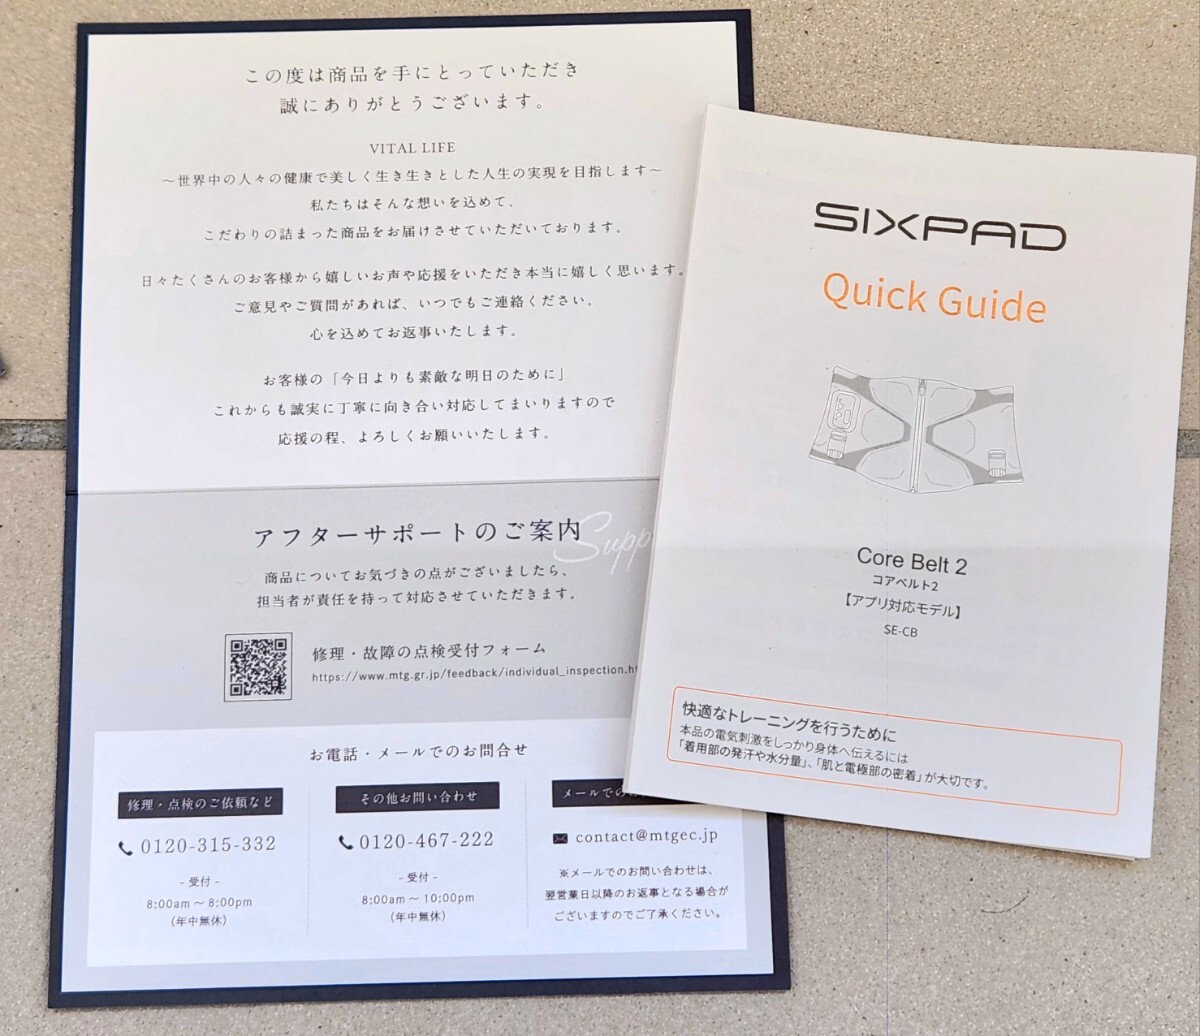 この度は商品を手にとっていただき
誠にありがとうございます。
VITAL LIFE
～世界中の人々の健康で美しく生き生きとした人生の実現を目指します～
私たちはそんな想いを込めて、
こだわりの詰まった商品をお届けさせていただいております。
日々たくさんのお客様から嬉しいお声や応援をいただき本当に嬉しく思います。
ご意見やご質問があれば、いつでもご連絡ください。
心を込めてお返事いたします。
お客様の「今日よりも素敵な明日のために」
これからも誠実に丁寧に向き合い対応してまいりますので
応援の程、よろしくお願いいたします。
アフターサポートのご案内
Supp
商品についてお気づきの点がございましたら、
担当者が責任を持って対応させていただきます。
修理・故障の点検受付フォーム
https://www.mtg.gr.jp/feedback/individual_inspection.h
お電話・メールでのお問合せ
修理・点検のご依頼など
0120-315-332
- 受付 -
8:00am ～ 8:00pm
（年中無休）
その他お問い合わせ
0120-467-222
- 受付 -
8:00am ～ 10:00pm
（年中無休）
メールでの
contact@mtgec.jp
※メールでのお問い合わせは、
翌営業日以降のお返事となる場合が
ございますのでご了承ください。
SIXPAD
Quick Guide
Core Belt 2
コアベルト2
【アプリ対応モデル】
SE-CB
快適なトレーニングを行うために
本品の電気刺激をしっかり身体へ伝えるには
「着用部の発汗や水分量」、「肌と電極部の密着」が大切です。